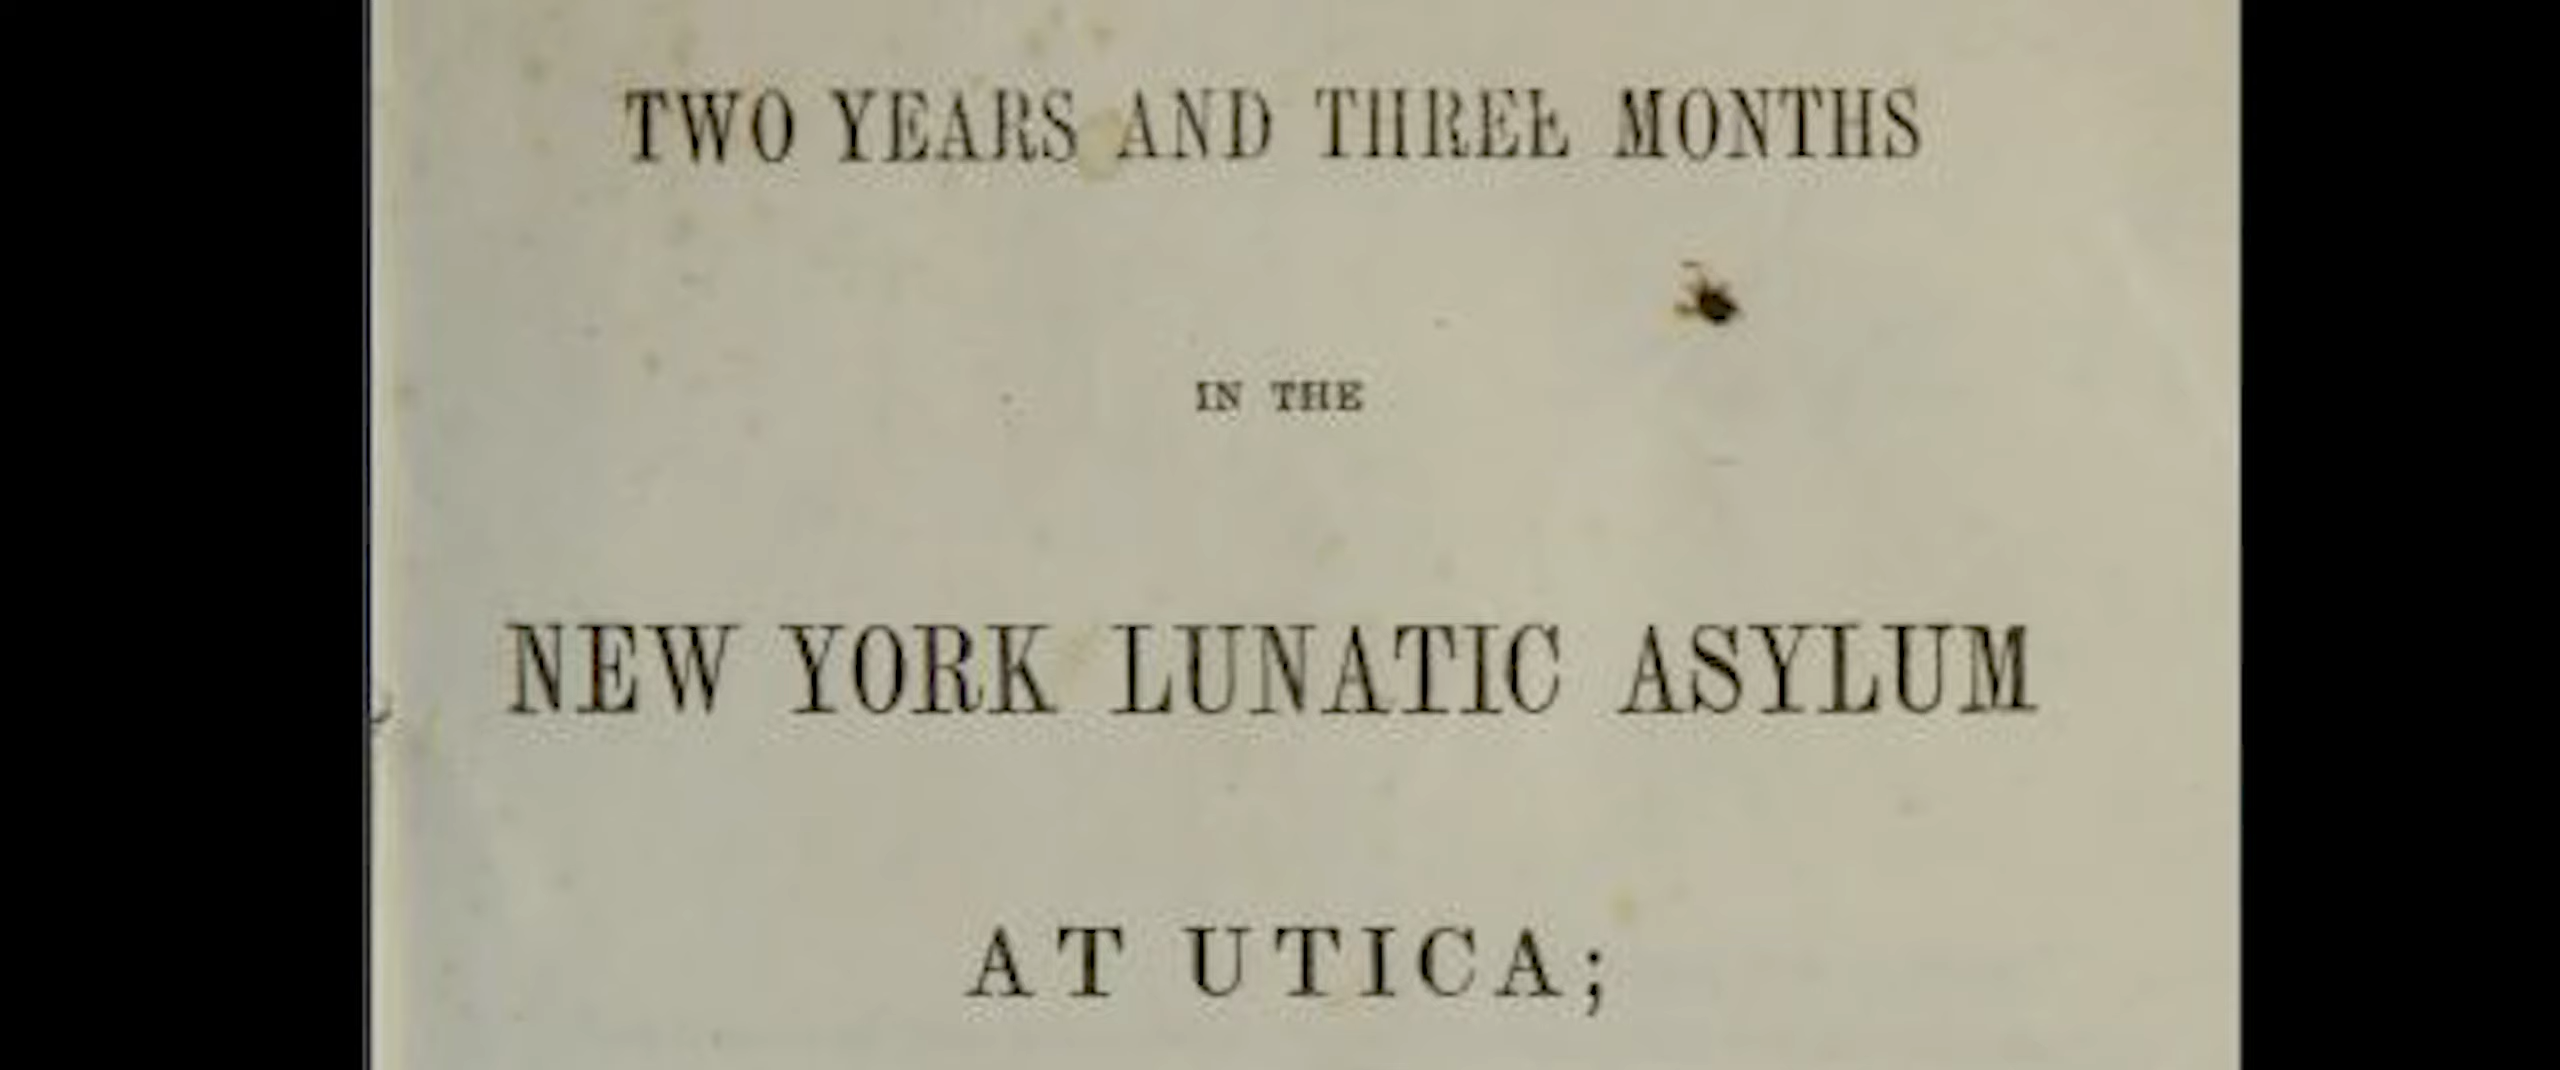 TWO YEARS AND THREE MONTHS
IN THE
NEW YORK LUNATIC ASYLUM
AT UTICA;